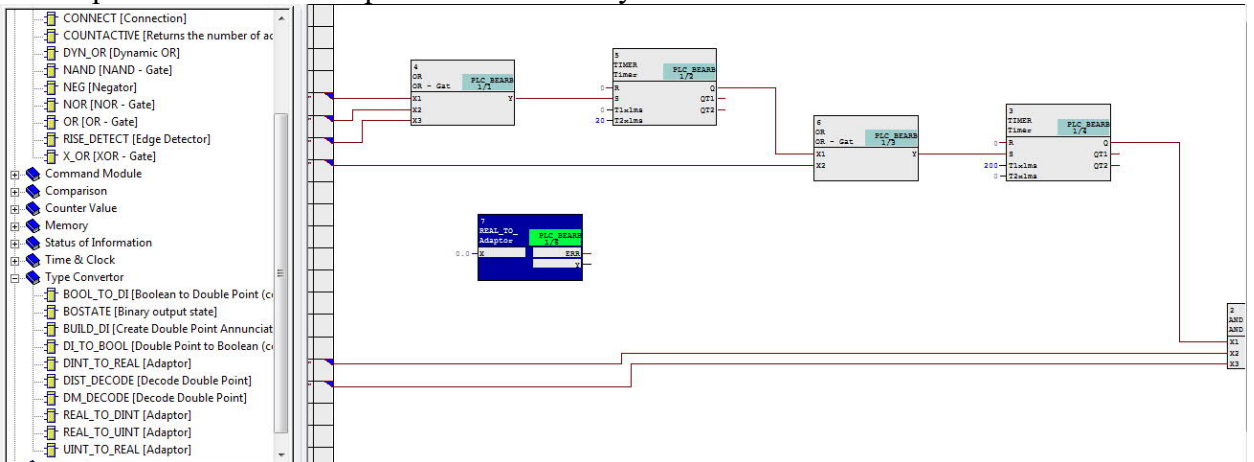 CONNECT [Connection]
COUNTACTIVE [Returns the number of ac
DYN_OR [Dynamic OR]
NAND [NAND - Gate]
NEG [Negator]
NOR [NOR - Gate]
OR [OR - Gate]
RISE_DETECT [Edge Detector]
X_OR [XOR - Gate]
Command Module
Comparison
Counter Value
Memory
Status of Information
Time & Clock
Type Convertor
BOOL_TO_DI [Boolean to Double Point (co
BOSTATE [Binary output state]
BUILD_DI [Create Double Point Annunciat
DI_TO_BOOL [Double Point to Boolean (co
DINT_TO_REAL [Adaptor]
DIST_DECODE [Decode Double Point]
DM_DECODE [Decode Double Point]
REAL_TO_DINT [Adaptor]
REAL_TO_UINT [Adaptor]
UINT_TO_REAL [Adaptor]
4
OR
OR - Gat
PLC_BEARB
1/1
X1
Y
X2
X3
5
TIMER
Timer
PLC_BEARB
1/2
0
R
Q
S
QT1
0
T1x1ms
QT2
20
T2x1ms
6
OR
OR - Gat
PLC_BEARB
1/3
X1
Y
X2
3
TIMER
Timer
PLC_BEARB
1/4
0
R
Q
S
QT1
200
T1x1ms
QT2
0
T2x1ms
7
REAL_TO_
Adaptor
PLC_BEARB
0.0
X
ERR
Y
2
AND
AND
X1
X2
X3